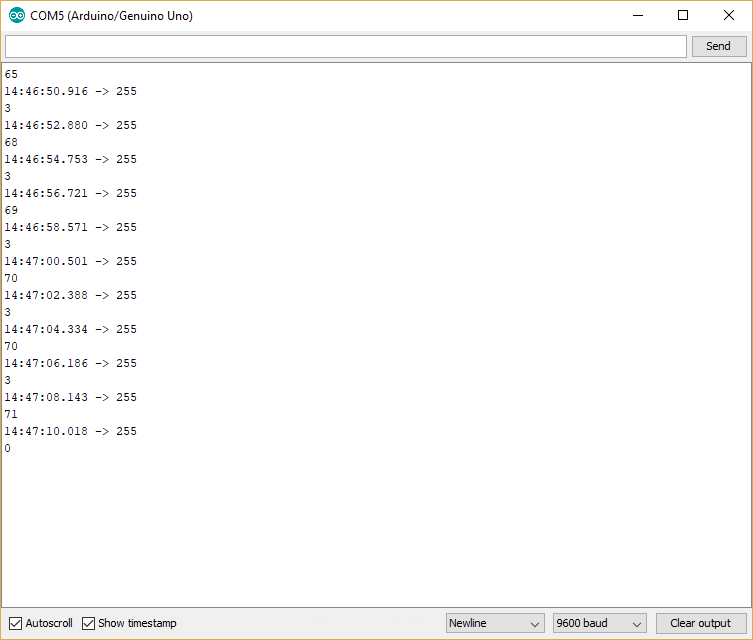 COM5 (Arduino/Genuino Uno)
Send
65
14:46:50.916 -> 255
3
14:46:52.880 -> 255
68
14:46:54.753 -> 255
3
14:46:56.721 -> 255
69
14:46:58.571 -> 255
3
14:47:00.501 -> 255
70
14:47:02.388 -> 255
3
14:47:04.334 -> 255
70
14:47:06.186 -> 255
3
14:47:08.143 -> 255
71
14:47:10.018 -> 255
0
Autoscroll Show timestamp Newline 9600 baud Clear output